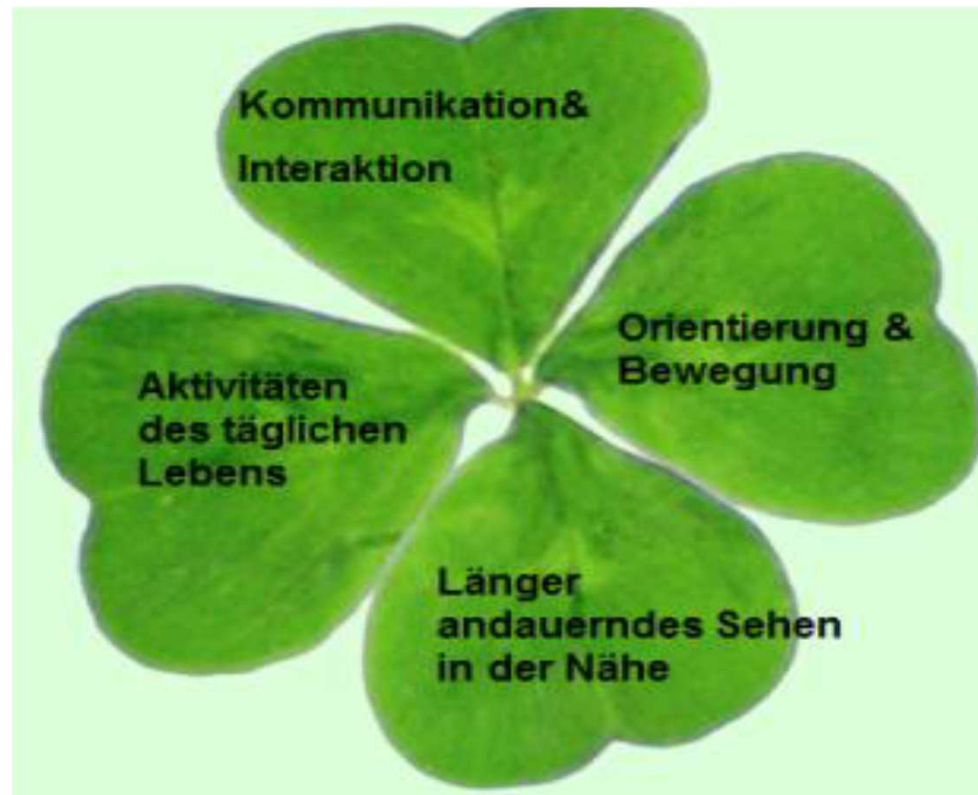 Kommunikation&
Interaktion
Orientierung &
Bewegung
Aktivitäten
des täglichen
Lebens
Länger
andauerndes Sehen
in der Nähe